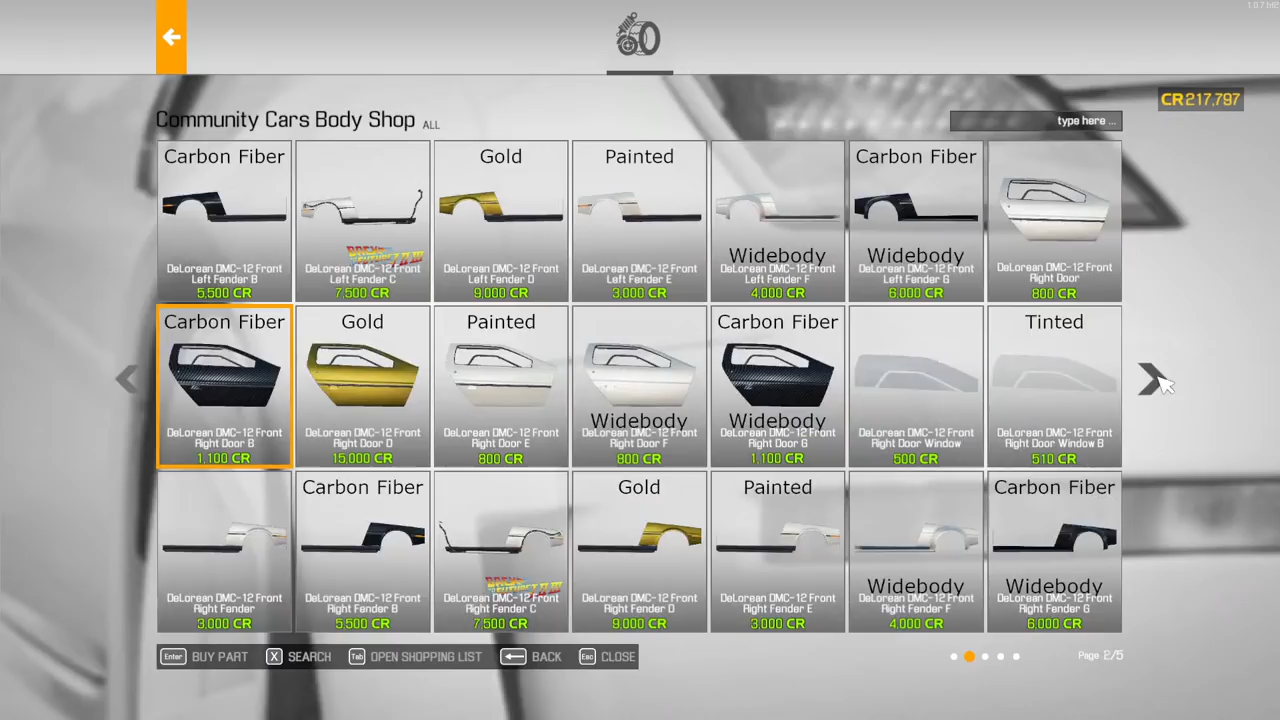 1.0.7.hf2
CR217,797
Community Cars Body Shop ALL
type here ...
Carbon Fiber
DeLorean DMC-12 Front
Left Fender B
5,500 CR
BACK TO THE
FUTURE I.II.III
DeLorean DMC-12 Front
Left Fender C
7,500 CR
Gold
DeLorean DMC-12 Front
Left Fender D
9,000 CR
Painted
DeLorean DMC-12 Front
Left Fender E
3,000 CR
Widebody
DeLorean DMC-12 Front
Left Fender F
4,000 CR
Carbon Fiber
Widebody
DeLorean DMC-12 Front
Left Fender G
6,000 CR
DeLorean DMC-12 Front
Right Door
800 CR
Carbon Fiber
DeLorean DMC-12 Front
Right Door B
1,100 CR
Gold
DeLorean DMC-12 Front
Right Door D
15,000 CR
Painted
DeLorean DMC-12 Front
Right Door E
800 CR
Widebody
DeLorean DMC-12 Front
Right Door F
800 CR
Carbon Fiber
Widebody
DeLorean DMC-12 Front
Right Door G
1,100 CR
DeLorean DMC-12 Front
Right Door Window
500 CR
Tinted
DeLorean DMC-12 Front
Right Door Window B
510 CR
DeLorean DMC-12 Front
Right Fender
3,000 CR
Carbon Fiber
DeLorean DMC-12 Front
Right Fender B
5,500 CR
DeLorean DMC-12 Front
Right Fender C
7,500 CR
Gold
DeLorean DMC-12 Front
Right Fender D
9,000 CR
Painted
DeLorean DMC-12 Front
Right Fender E
3,000 CR
Widebody
DeLorean DMC-12 Front
Right Fender F
4,000 CR
Carbon Fiber
Widebody
DeLorean DMC-12 Front
Right Fender G
6,000 CR
Enter BUY PART X SEARCH Tab OPEN SHOPPING LIST BACK Esc CLOSE
Page 2/5